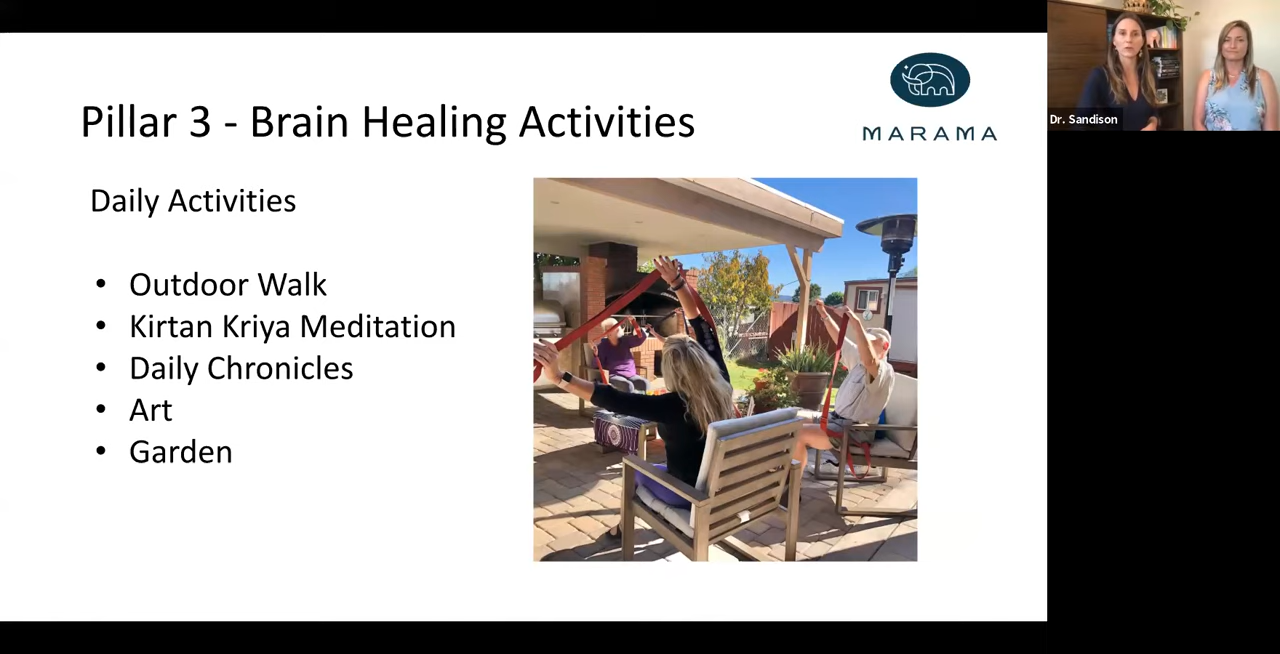 Pillar 3 - Brain Healing Activities
MARAMA
Dr. Sandison
Daily Activities
• Outdoor Walk
• Kirtan Kriya Meditation
• Daily Chronicles
• Art
• Garden